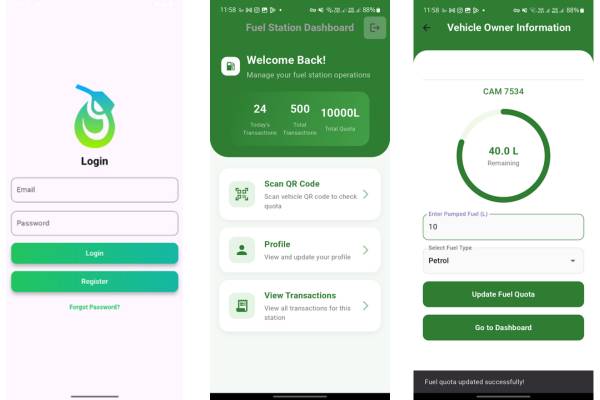 Login
Email
Password
Login
Register
Forgot Password?
11:58
88%
Fuel Station Dashboard
Welcome Back!
Manage your fuel station operations
24
500
10000L
Today's
Transactions
Total
Transactions
Total Quota
Scan QR Code
Scan vehicle QR code to check
quota
Profile
View and update your profile
View Transactions
View all transactions for this
station
11:58
88%
Vehicle Owner Information
CAM 7534
40.0 L
Remaining
Enter Pumped Fuel (L)
10
Select Fuel Type
Petrol
Update Fuel Quota
Go to Dashboard
Fuel quota updated successfully!